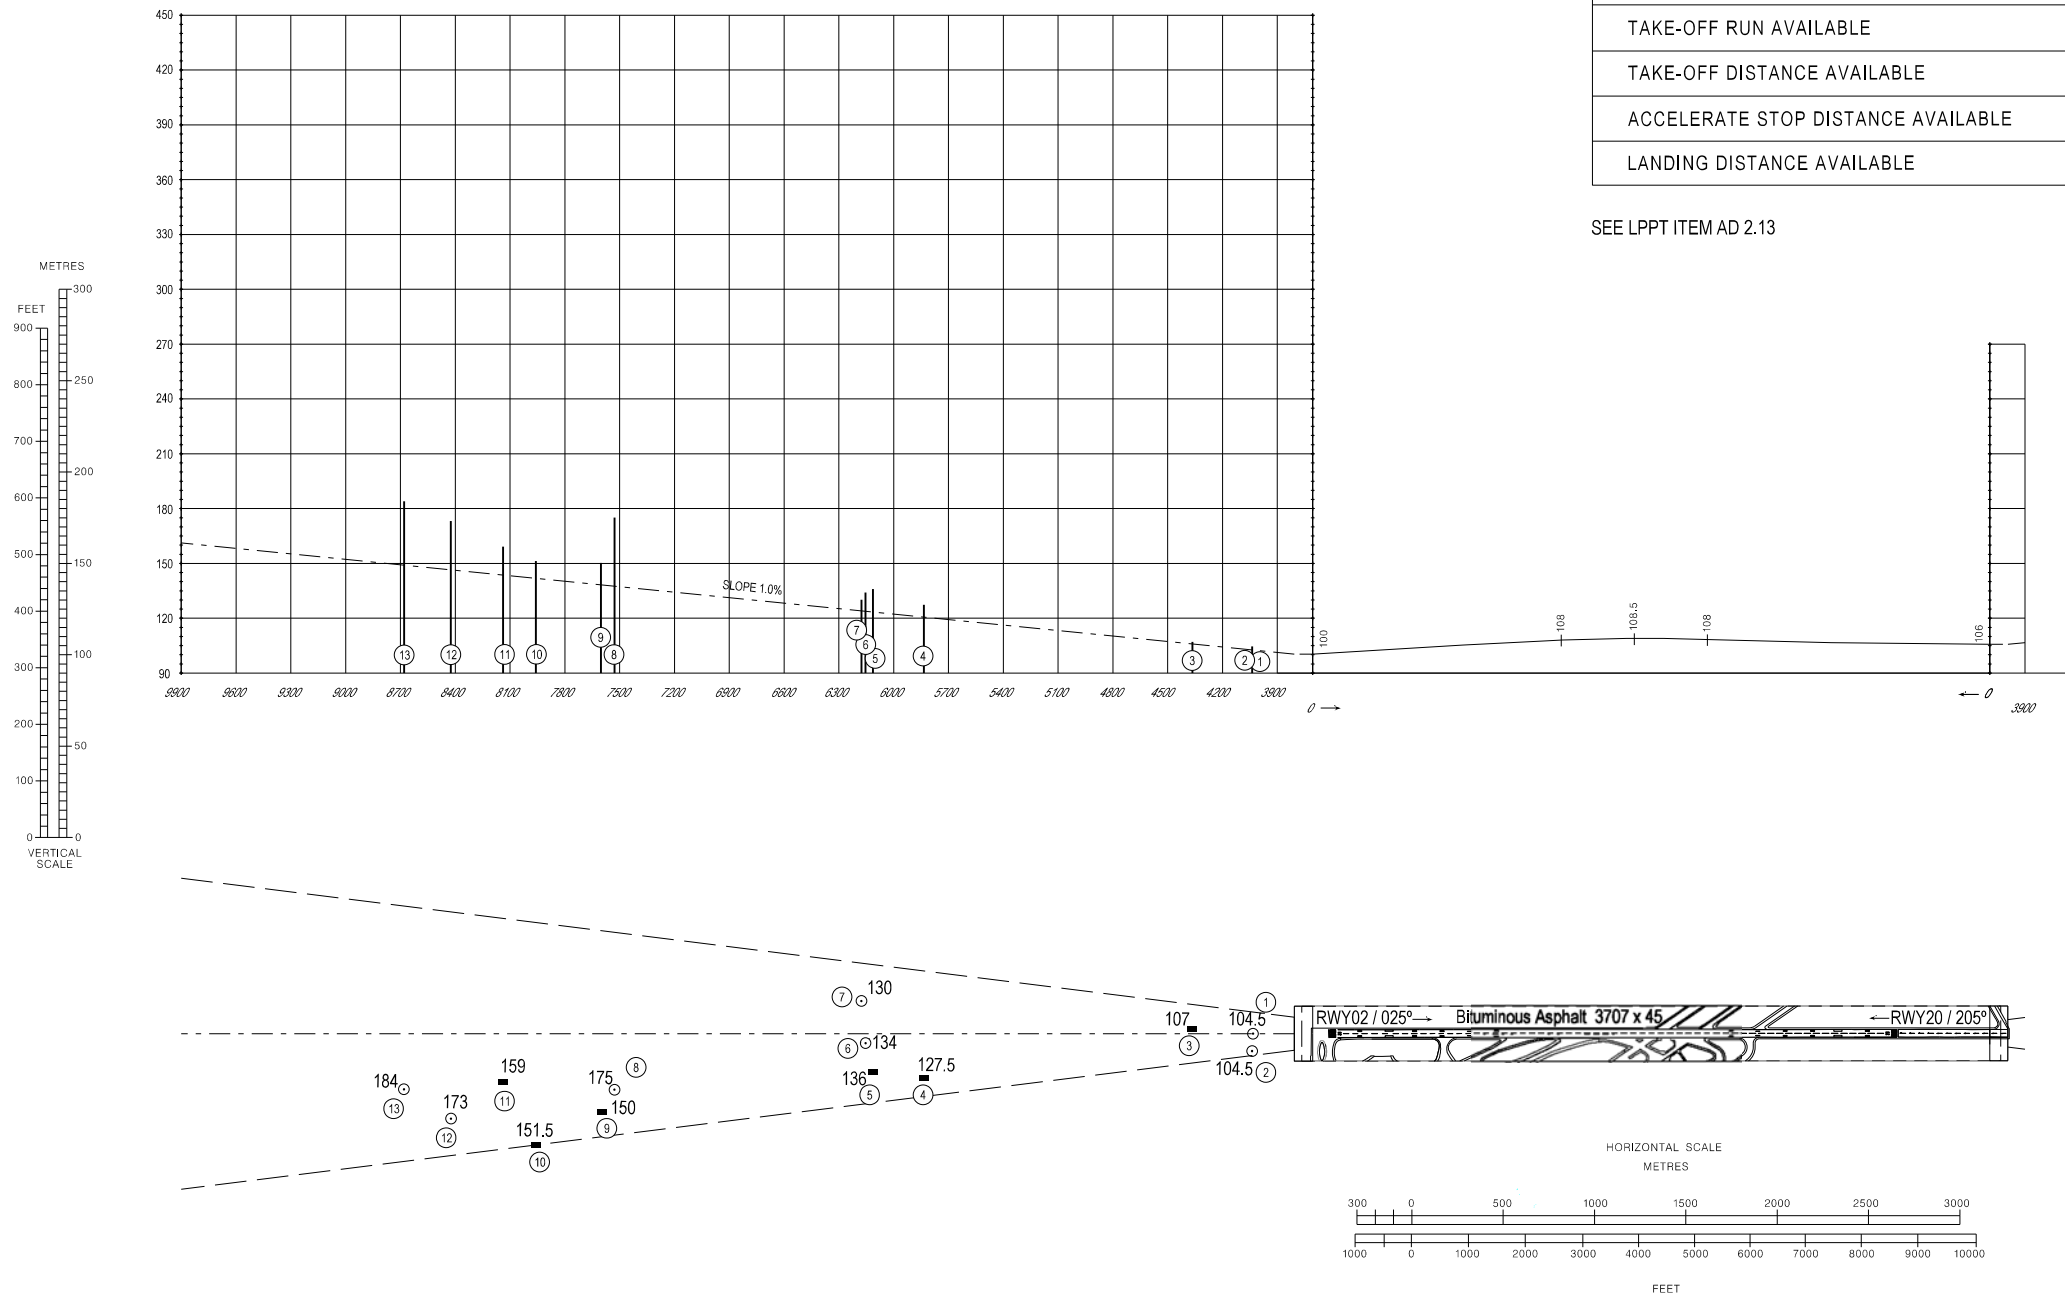 TAKE-OFF RUN AVAILABLE
TAKE-OFF DISTANCE AVAILABLE
ACCELERATE STOP DISTANCE AVAILABLE
LANDING DISTANCE AVAILABLE
SEE LPPT ITEM AD 2.13
450
420
390
360
330
300
270
240
210
180
150
120
90
METRES
FEET
300
250
200
150
100
50
0
900
800
700
600
500
400
300
200
100
0
VERTICAL
SCALE
SLOPE 1.0%
13 12 11 10 9 8 7 6 5 4 3 2 1
100 108 108.5 108 106
9900 9600 9300 9000 8700 8400 8100 7800 7500 7200 6900 6600 6300 6000 5700 5400 5100 4800 4500 4200 3900
0 →
← 0
3900
7 130
6 134
136 5
127.5 4
107 3
1 104.5
104.5 2
184 13
173 12
159 11
151.5 10
175 8
150 9
RWY02 / 025º → Bituminous Asphalt 3707 x 45 ← RWY20 / 205º
HORIZONTAL SCALE
METRES
300 0 500 1000 1500 2000 2500 3000
1000 0 1000 2000 3000 4000 5000 6000 7000 8000 9000 10000
FEET